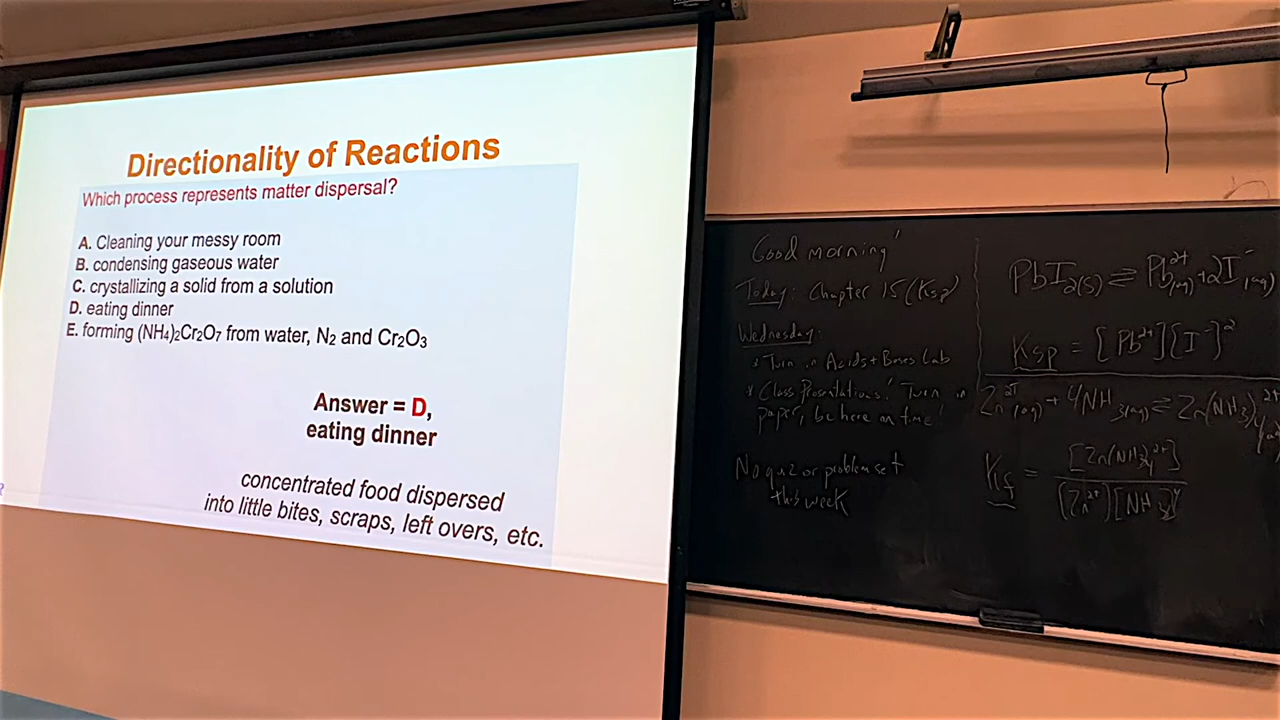 Directionality of Reactions
Which process represents matter dispersal?
A. Cleaning your messy room
B. condensing gaseous water
C. crystallizing a solid from a solution
D. eating dinner
E. forming (NH₄)₂Cr₂O₇ from water, N₂ and Cr₂O₃
Answer = D,
eating dinner
concentrated food dispersed
into little bites, scraps, left overs, etc.
Good morning!
Today: Chapter 15 (Ksp)
Wednesday:
* Turn in Acids + Bases Lab
* Class Presentations! Turn in
paper, be here on time!
No quiz or problem set
this week
PbI₂(s) ⇌ Pb²⁺(aq) + 2I⁻(aq)
Ksp = [Pb²⁺][I⁻]²
Zn²⁺(aq) + 4NH₃(aq) ⇌ Zn(NH₃)₄²⁺
Kf = [Zn(NH₃)₄²⁺]
[Zn²⁺][NH₃]⁴